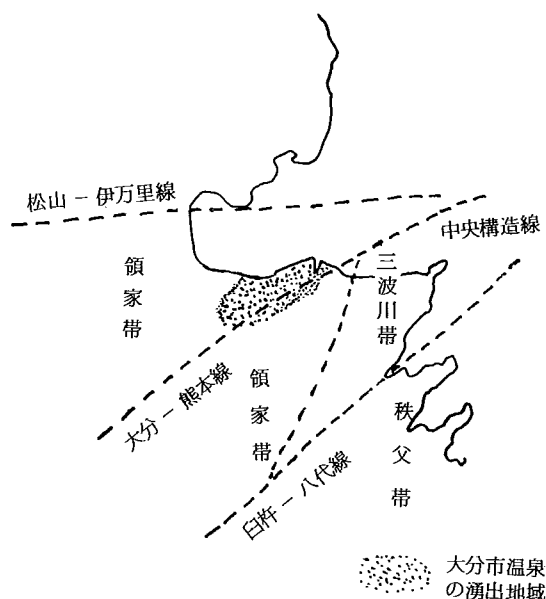 松山－伊万里線
中央構造線
領家帯
三波川帯
大分－熊本線
領家帯
秩父帯
臼杵－八代線
大分市温泉
の湧出地域